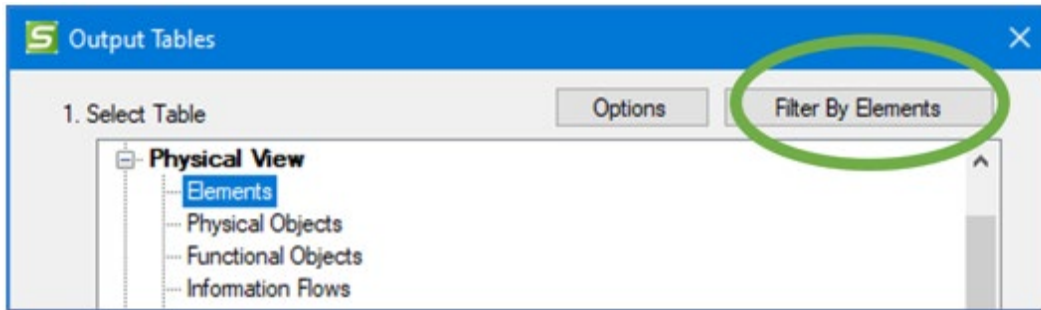 S Output Tables
1. Select Table Options Filter By Elements
Physical View
Elements
Physical Objects
Functional Objects
Information Flows